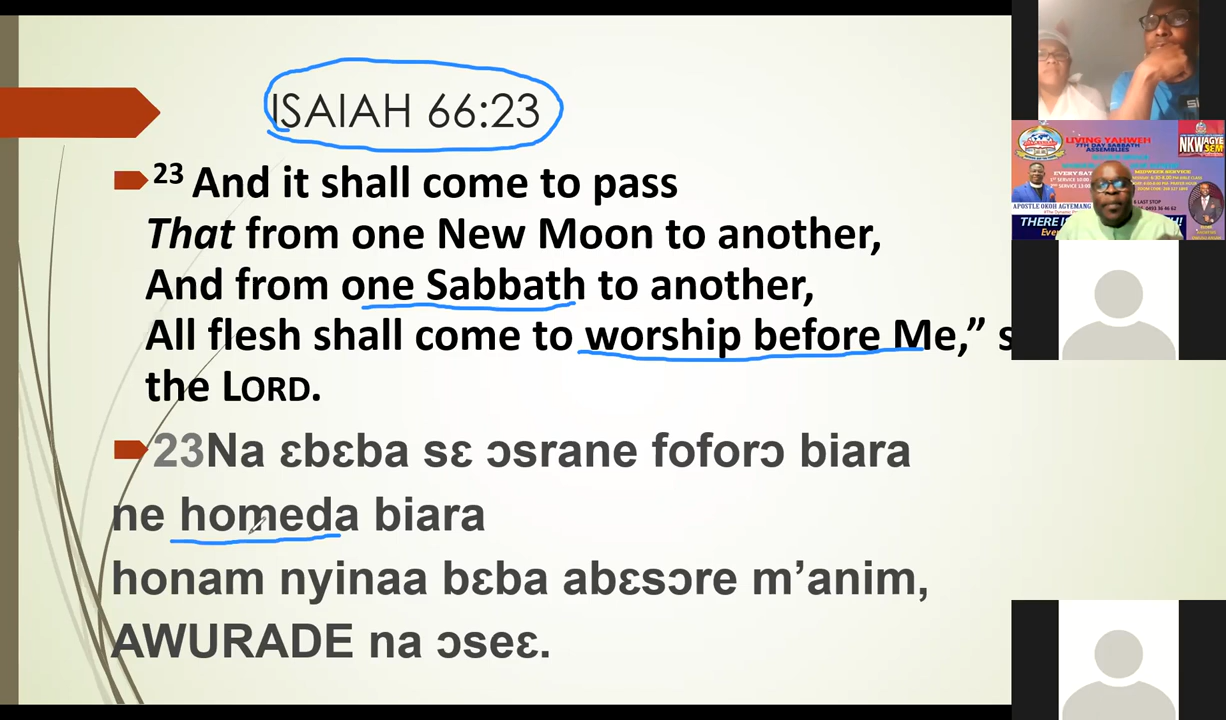 ISAIAH 66:23
23 And it shall come to pass
That from one New Moon to another,
And from one Sabbath to another,
All flesh shall come to worship before Me,” s
the LORD.
23Na ɛbɛba sɛ ɔsrane foforɔ biara
ne homeda biara
honam nyinaa bɛba abɛsɔre m’anim,
AWURADE na ɔseɛ.
LIVING YAHWEH
7TH DAY SABBATH
ASSEMBLIES
NKWAGYE
SEM
APOSTLE OKOH AGYEMANG